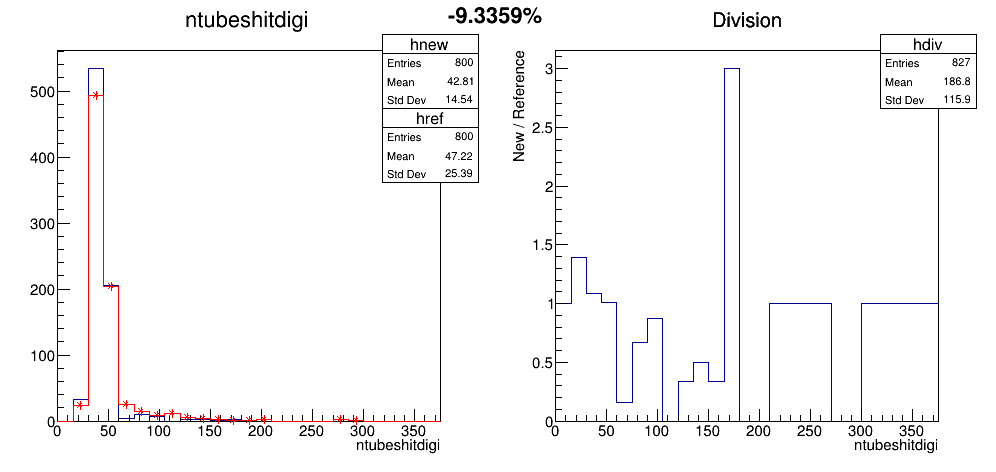 ntubeshitdigi
-9.3359%
Division
hnew
Entries 800
Mean 42.81
Std Dev 14.54
href
Entries 800
Mean 47.22
Std Dev 25.39
500
400
300
200
100
0
0 50 100 150 200 250 300 350
ntubeshitdigi
hdiv
Entries 827
Mean 186.8
Std Dev 115.9
New / Reference
3
2.5
2
1.5
1
0.5
0
0 50 100 150 200 250 300 350
ntubeshitdigi